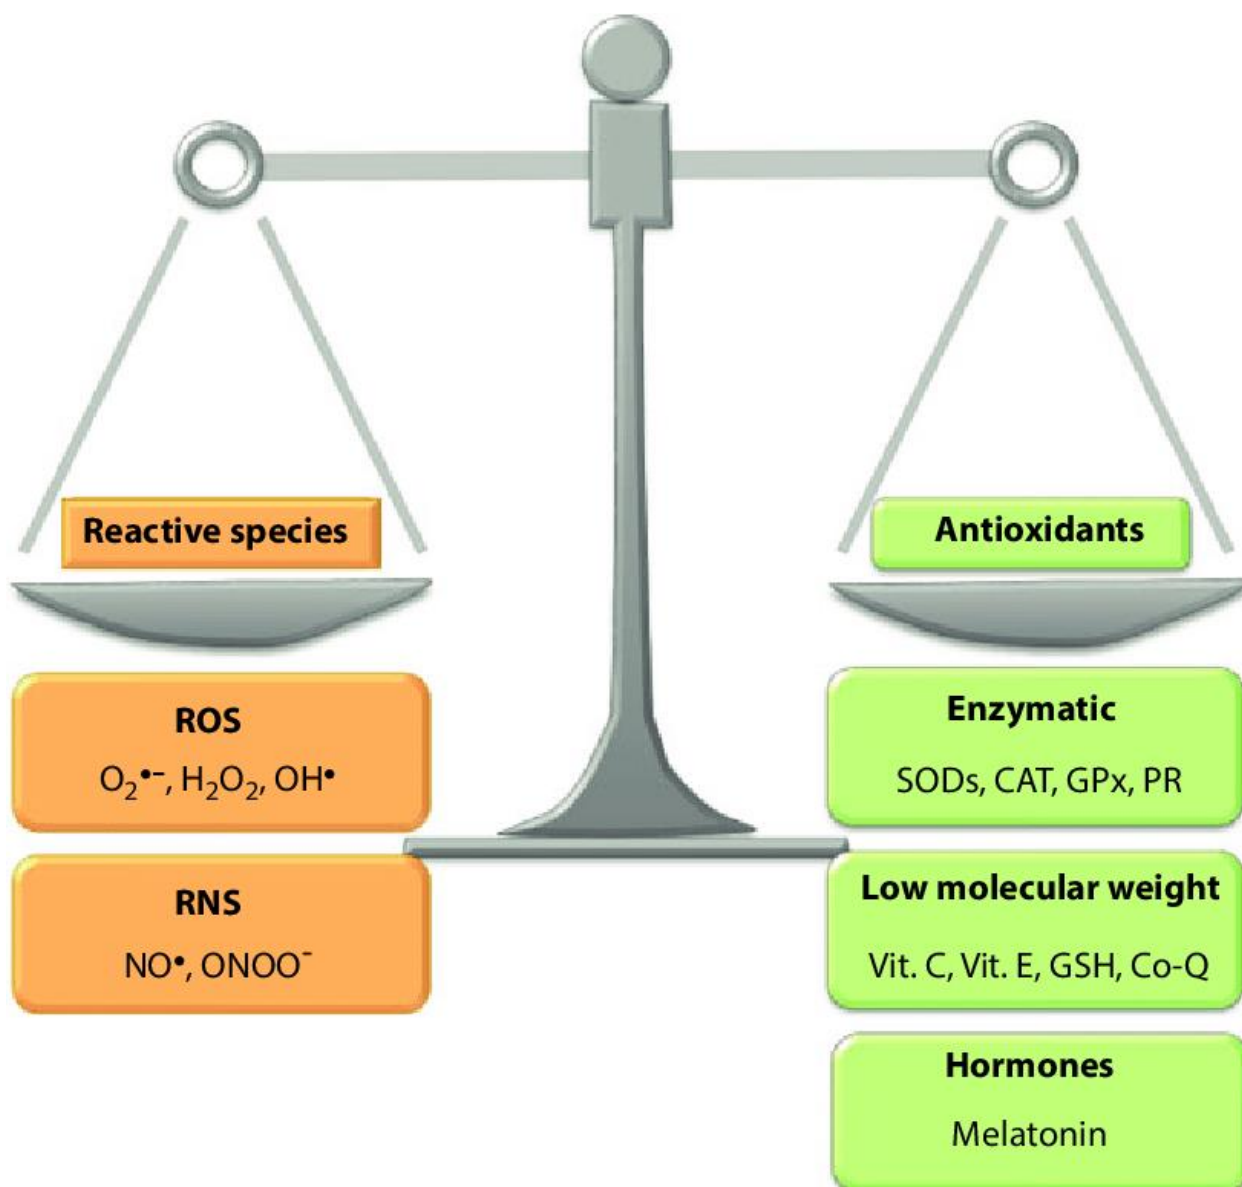 Reactive species
ROS
O₂•−, H₂O₂, OH•
RNS
NO•, ONOO⁻
Antioxidants
Enzymatic
SODs, CAT, GPx, PR
Low molecular weight
Vit. C, Vit. E, GSH, Co-Q
Hormones
Melatonin